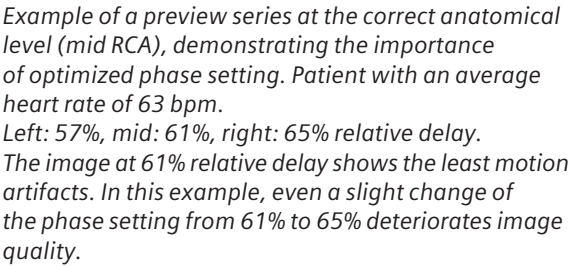 Example of a preview series at the correct anatomical
level (mid RCA), demonstrating the importance
of optimized phase setting. Patient with an average
heart rate of 63 bpm.
Left: 57%, mid: 61%, right: 65% relative delay.
The image at 61% relative delay shows the least motion
artifacts. In this example, even a slight change of
the phase setting from 61% to 65% deteriorates image
quality.